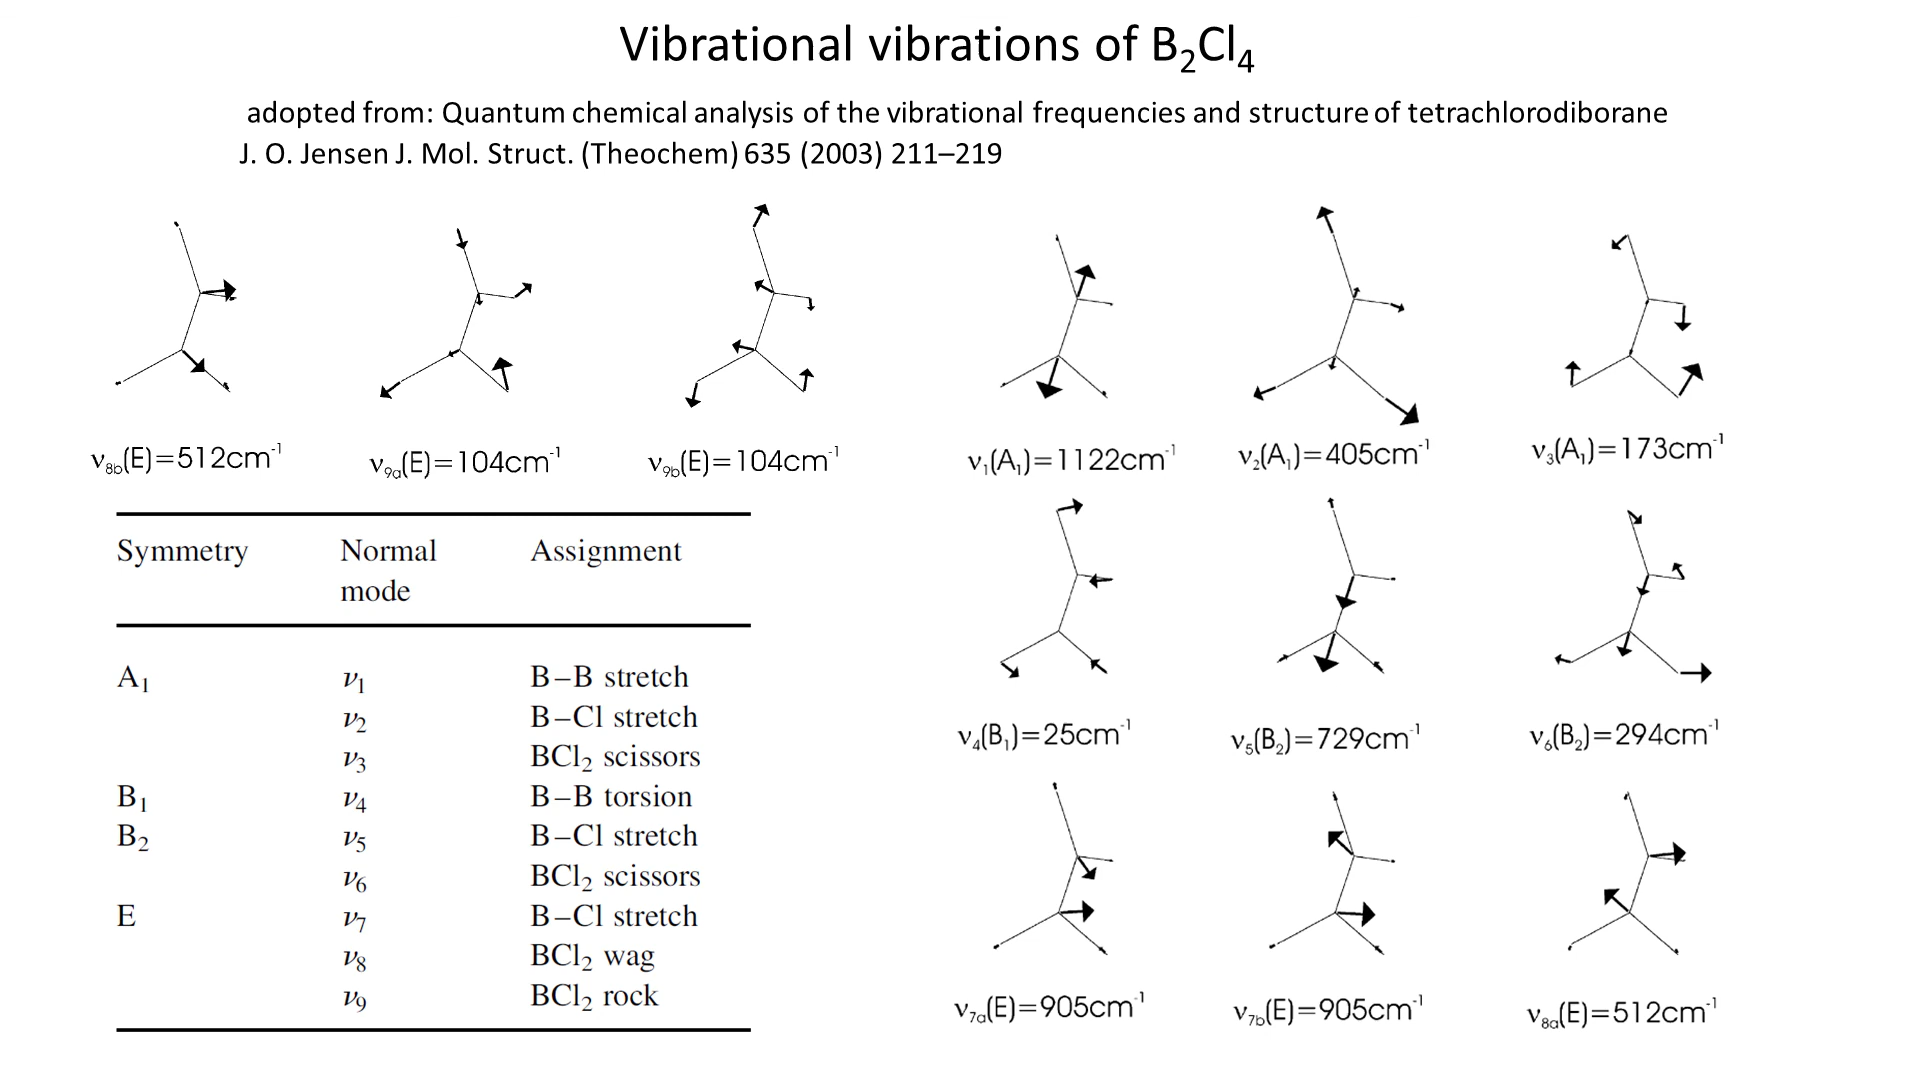 Vibrational vibrations of B₂Cl₄
adopted from: Quantum chemical analysis of the vibrational frequencies and structure of tetrachlorodiborane
J. O. Jensen J. Mol. Struct. (Theochem) 635 (2003) 211–219
ν₈b(E)=512cm⁻¹
ν₉a(E)=104cm⁻¹
ν₉b(E)=104cm⁻¹
ν₁(A₁)=1122cm⁻¹
ν₂(A₁)=405cm⁻¹
ν₃(A₁)=173cm⁻¹
ν₄(B₁)=25cm⁻¹
ν₅(B₂)=729cm⁻¹
ν₆(B₂)=294cm⁻¹
ν₇a(E)=905cm⁻¹
ν₇b(E)=905cm⁻¹
ν₈a(E)=512cm⁻¹
Symmetry Normal mode Assignment
A₁ ν₁ B–B stretch
ν₂ B–Cl stretch
ν₃ BCl₂ scissors
B₁ ν₄ B–B torsion
B₂ ν₅ B–Cl stretch
ν₆ BCl₂ scissors
E ν₇ B–Cl stretch
ν₈ BCl₂ wag
ν₉ BCl₂ rock